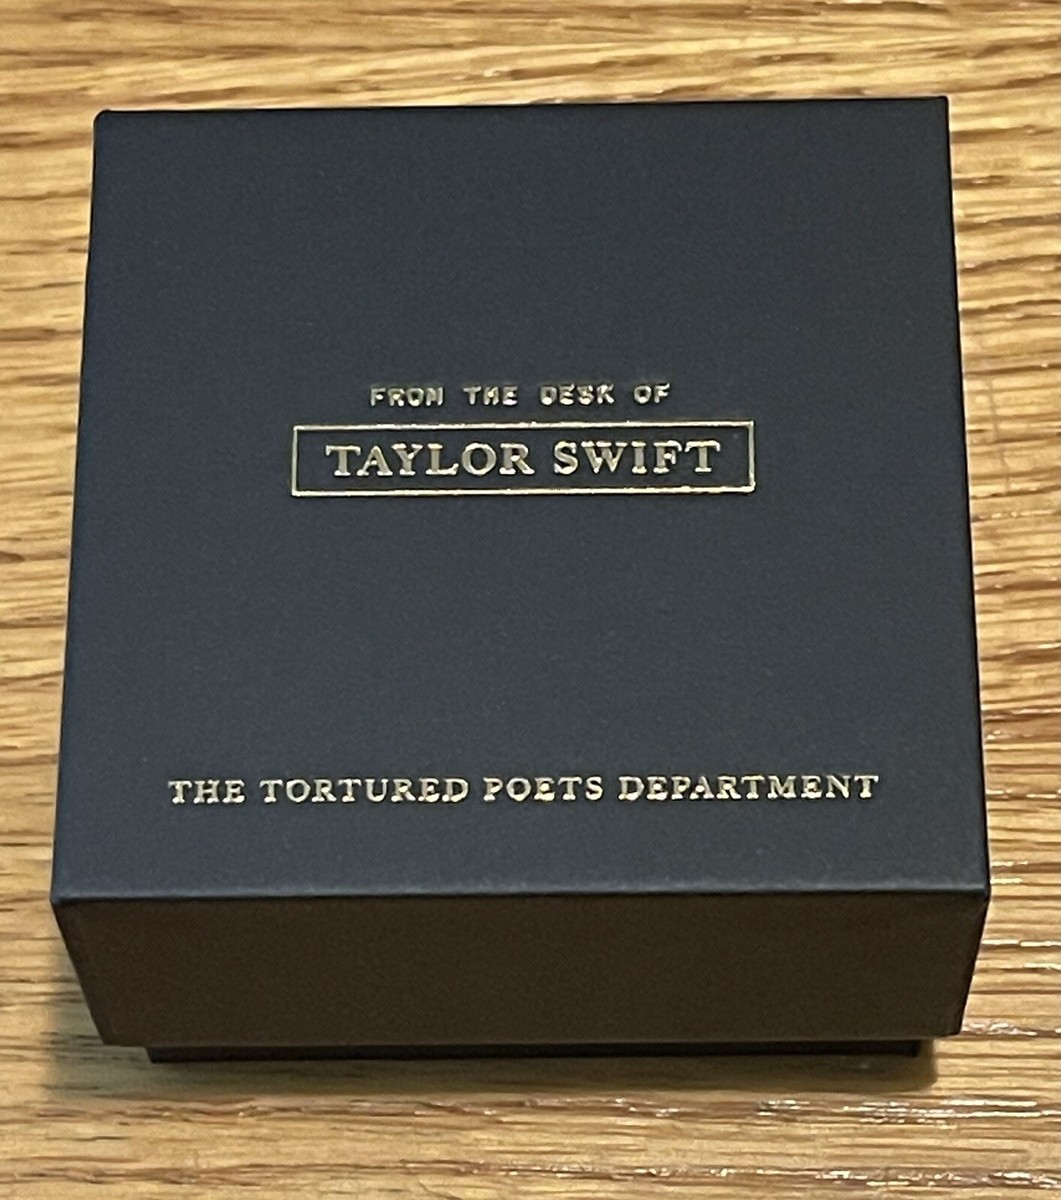 FROM THE DESK OF
TAYLOR SWIFT
THE TORTURED POETS DEPARTMENT